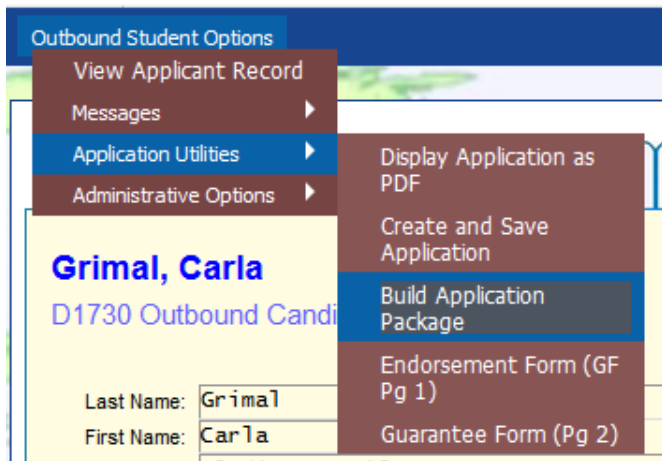 Outbound Student Options
View Applicant Record
Messages
Application Utilities
Administrative Options
Display Application as
PDF
Create and Save
Application
Build Application
Package
Endorsement Form (GF
Pg 1)
Guarantee Form (Pg 2)
Grimal, Carla
D1730 Outbound Candi
Last Name: Grimal
First Name: Carla